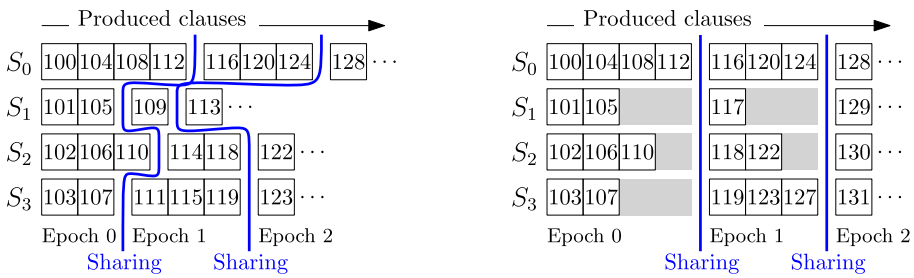 Produced clauses
S0 100 104 108 112 116 120 124 128 ···
S1 101 105 109 113 ···
S2 102 106 110 114 118 122 ···
S3 103 107 111 115 119 123 ···
Epoch 0 Epoch 1 Epoch 2
Sharing Sharing
Produced clauses
S0 100 104 108 112 116 120 124 128 ···
S1 101 105 117 129 ···
S2 102 106 110 118 122 130 ···
S3 103 107 119 123 127 131 ···
Epoch 0 Epoch 1 Epoch 2
Sharing Sharing